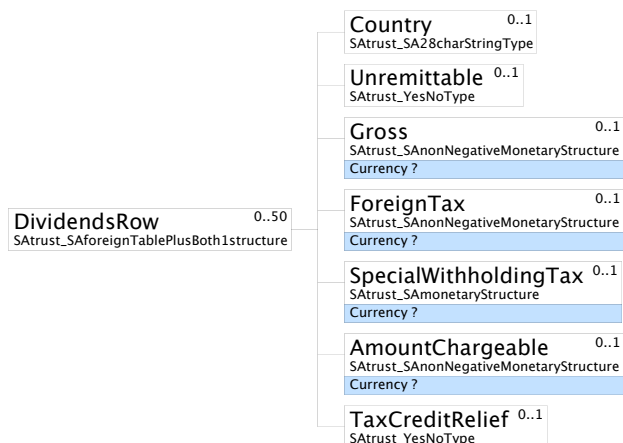 Country 0..1
SAtrust_SA28charStringType
Unremittable 0..1
SAtrust_YesNoType
Gross 0..1
SAtrust_SAnonNegativeMonetaryStructure
Currency ?
DividendsRow 0..50
SAtrust_SAforeignTablePlusBoth1structure
ForeignTax 0..1
SAtrust_SAnonNegativeMonetaryStructure
Currency ?
SpecialWithholdingTax 0..1
SAtrust_SAmonetaryStructure
Currency ?
AmountChargeable 0..1
SAtrust_SAnonNegativeMonetaryStructure
Currency ?
TaxCreditRelief 0..1
SAtrust_YesNoType